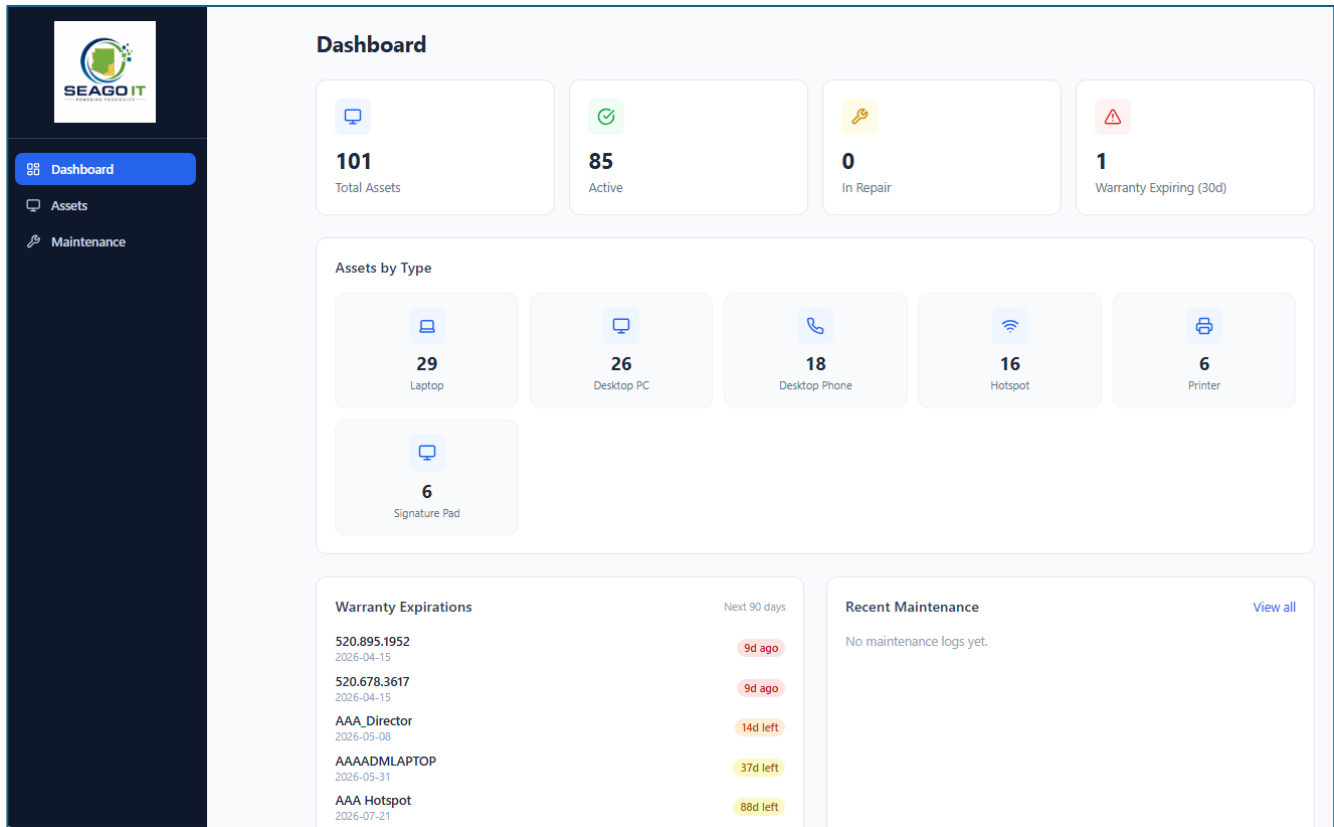 SEAGO IT
POWERING POSSIBILITY
Dashboard
Assets
Maintenance
Dashboard
101
Total Assets
85
Active
0
In Repair
1
Warranty Expiring (30d)
Assets by Type
29
Laptop
26
Desktop PC
18
Desktop Phone
16
Hotspot
6
Printer
6
Signature Pad
Warranty Expirations
Next 90 days
520.895.1952
2026-04-15
9d ago
520.678.3617
2026-04-15
9d ago
AAA_Director
2026-05-08
14d left
AAAADMLAPTOP
2026-05-31
37d left
AAA Hotspot
2026-07-21
88d left
Recent Maintenance
View all
No maintenance logs yet.